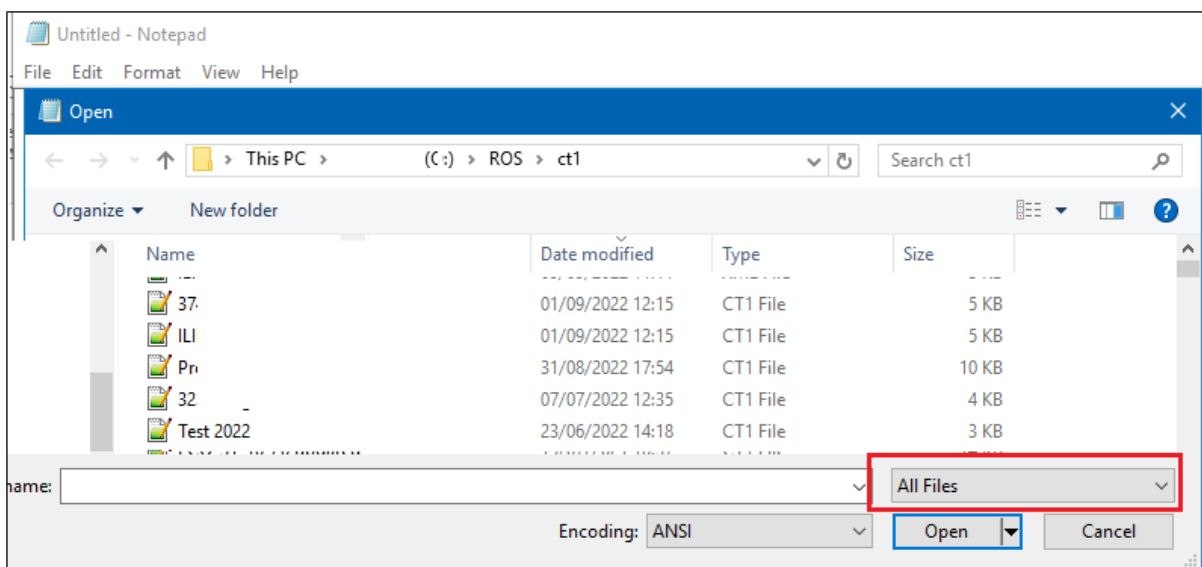 Untitled - Notepad
File Edit Format View Help
Open
This PC > (C:) > ROS > ct1
Search ct1
Organize New folder
Name Date modified Type Size
37 01/09/2022 12:15 CT1 File 5 KB
ILI 01/09/2022 12:15 CT1 File 5 KB
Pr 31/08/2022 17:54 CT1 File 10 KB
32 07/07/2022 12:35 CT1 File 4 KB
Test 2022 23/06/2022 14:18 CT1 File 3 KB
name: All Files
Encoding: ANSI Open Cancel